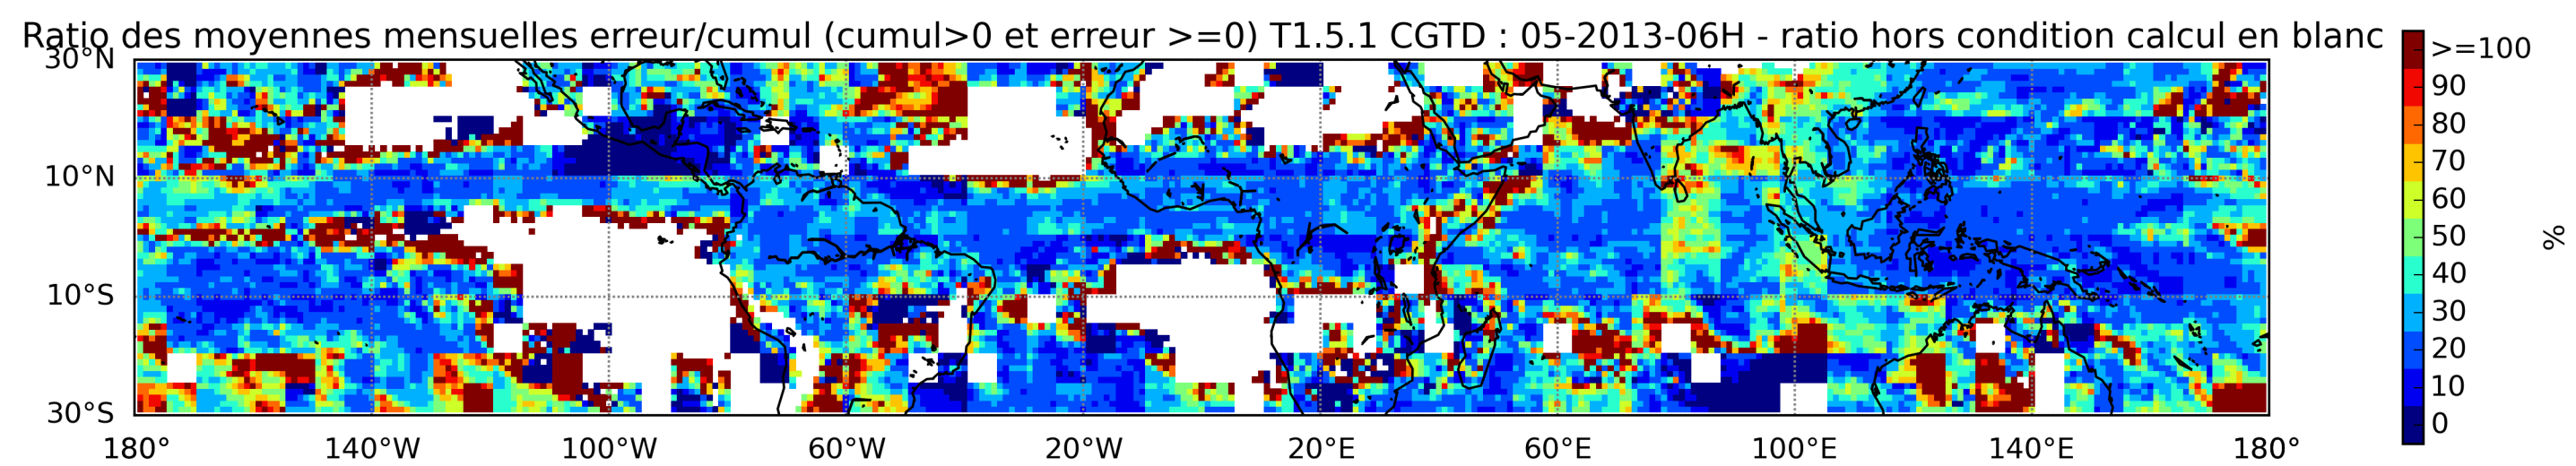 Ratio des moyennes mensuelles erreur/cumul (cumul>0 et erreur >=0) T1.5.1 CGTD : 05-2013-06H - ratio hors condition calcul en blanc
30°N
10°N
10°S
30°S
180° 140°W 100°W 60°W 20°W 20°E 60°E 100°E 140°E 180°
>=100
90
80
70
60
50
40
30
20
10
0
%